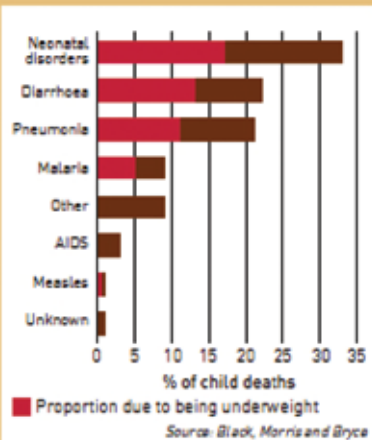 Neonatal
disorders
Diarrhoea
Pneumonia
Malaria
Other
AIDS
Measles
Unknown
0 5 10 15 20 25 30 35
% of child deaths
Proportion due to being underweight
Source: Black, Morris and Bryce